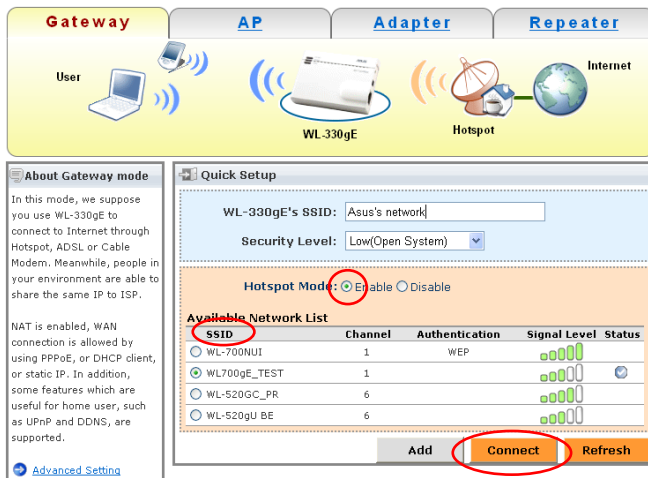 Gateway
AP
Adapter
Repeater
User
Internet
WL-330gE
Hotspot
About Gateway mode
In this mode, we suppose
you use WL-330gE to
connect to Internet through
Hotspot, ADSL or Cable
Modem. Meanwhile, people in
your environment are able to
share the same IP to ISP.
NAT is enabled, WAN
connection is allowed by
using PPPoE, or DHCP client,
or static IP. In addition,
some features which are
useful for home user, such
as UPnP and DDNS, are
supported.
Advanced Setting
Quick Setup
WL-330gE's SSID: Asus's network
Security Level: Low(Open System)
Hotspot Mode: Enable Disable
Available Network List
SSID Channel Authentication Signal Level Status
WL-700NUI 1 WEP
WL700gE_TEST 1
WL-520GC_PR 6
WL-520gU BE 6
Add Connect Refresh